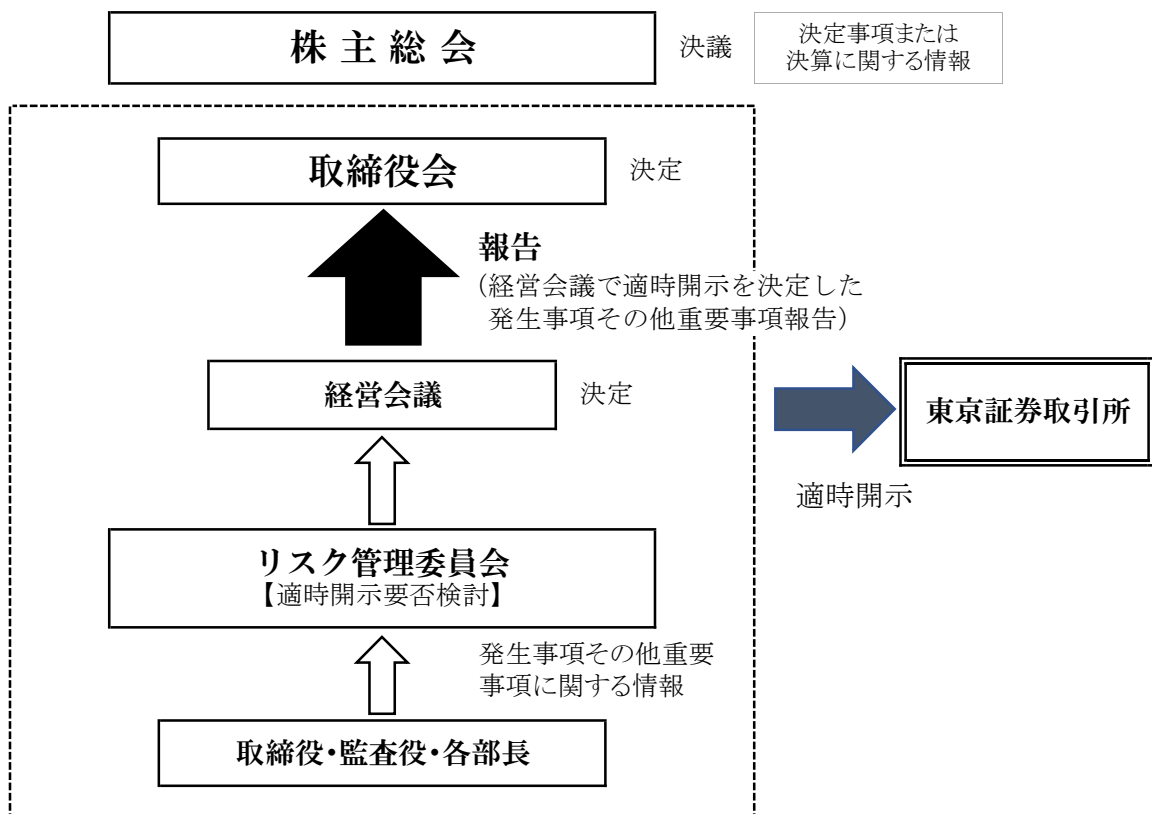 株主総会
決議
決定事項または
決算に関する情報
取締役会
決定
報告
(経営会議で適時開示を決定した
発生事項その他重要事項報告)
経営会議
決定
東京証券取引所
適時開示
リスク管理委員会
【適時開示要否検討】
発生事項その他重要
事項に関する情報
取締役・監査役・各部長